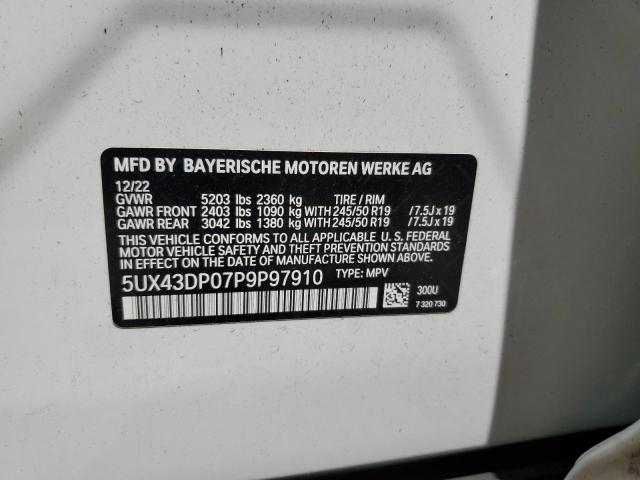 MFD BY BAYERISCHE MOTOREN WERKE AG
12/22
GVWR 5203 lbs 2360 kg TIRE / RIM
GAWR FRONT 2403 lbs 1090 kg WITH 245/50 R19 / 7.5J x 19
GAWR REAR 3042 lbs 1380 kg WITH 245/50 R19 / 7.5J x 19
THIS VEHICLE CONFORMS TO ALL APPLICABLE U. S. FEDERAL
MOTOR VEHICLE SAFETY AND THEFT PREVENTION STANDARDS
IN EFFECT ON THE DATE OF MANUFACTURE SHOWN ABOVE.
5UX43DP07P9P97910 TYPE: MPV
300U
7 320 730